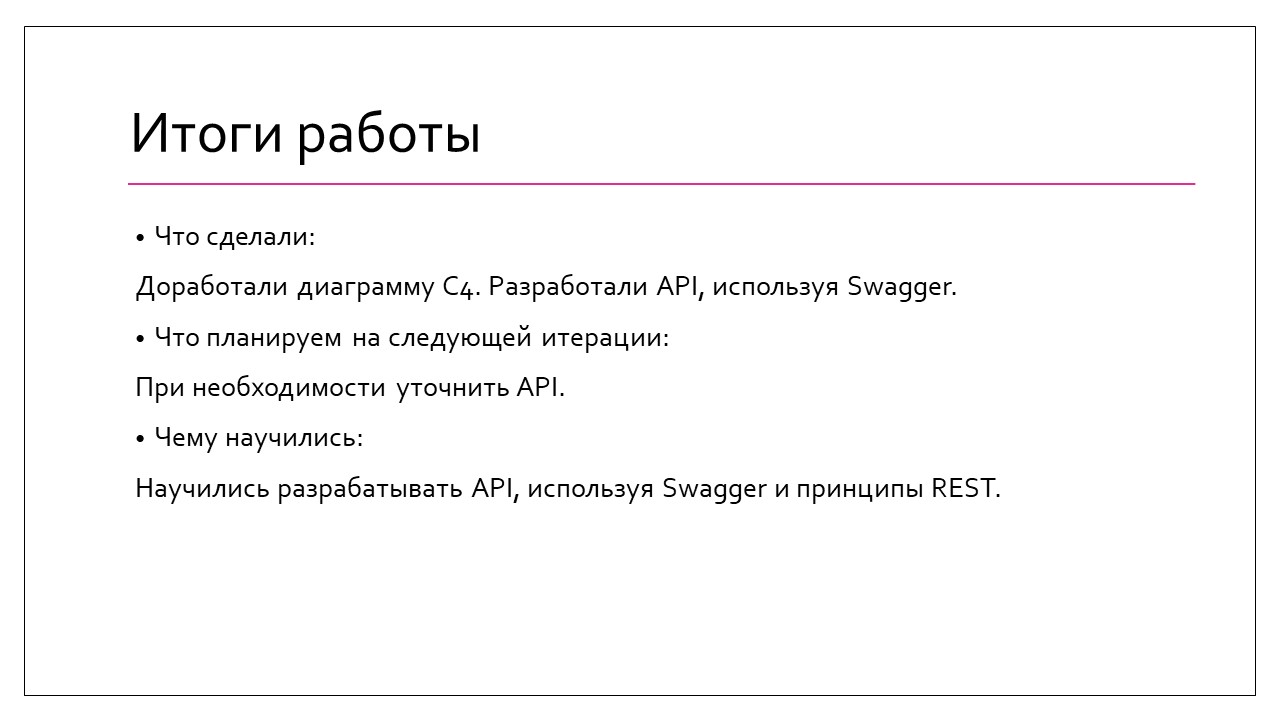 Итоги работы
• Что сделали:
Доработали диаграмму C4. Разработали API, используя Swagger.
• Что планируем на следующей итерации:
При необходимости уточнить API.
• Чему научились:
Научились разрабатывать API, используя Swagger и принципы REST.